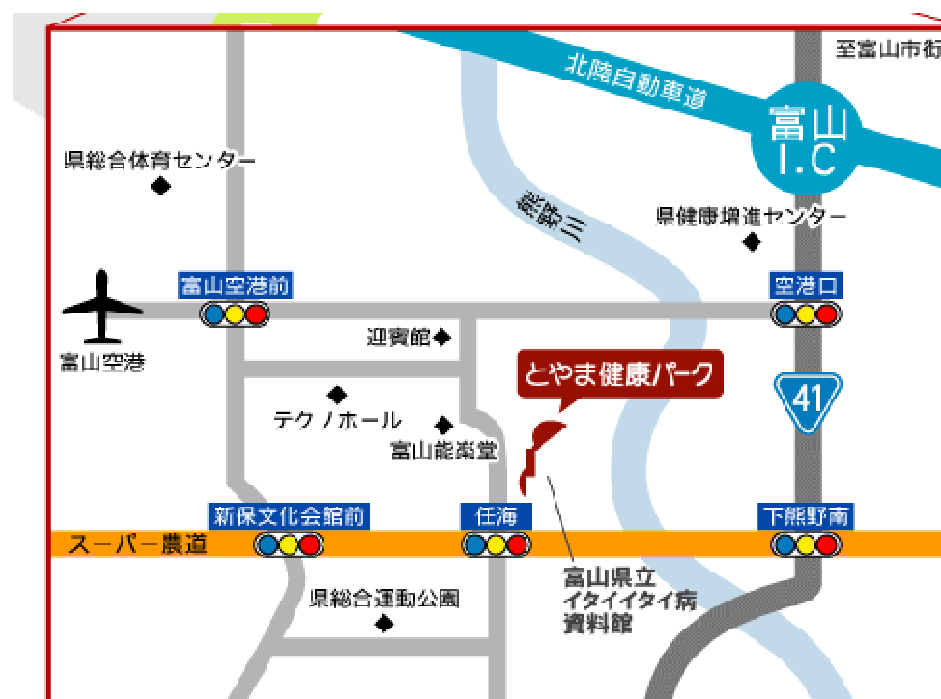 至富山市街
北陸自動車道
富山
I.C
県総合体育センター
熊野川
県健康増進センター
富山空港前
空港口
富山空港
迎賓館
とやま健康パーク
41
テクノホール
富山能楽堂
新保文化会館前
任海
下熊野南
スーパー農道
富山県立
イタイイタイ病
資料館
県総合運動公園